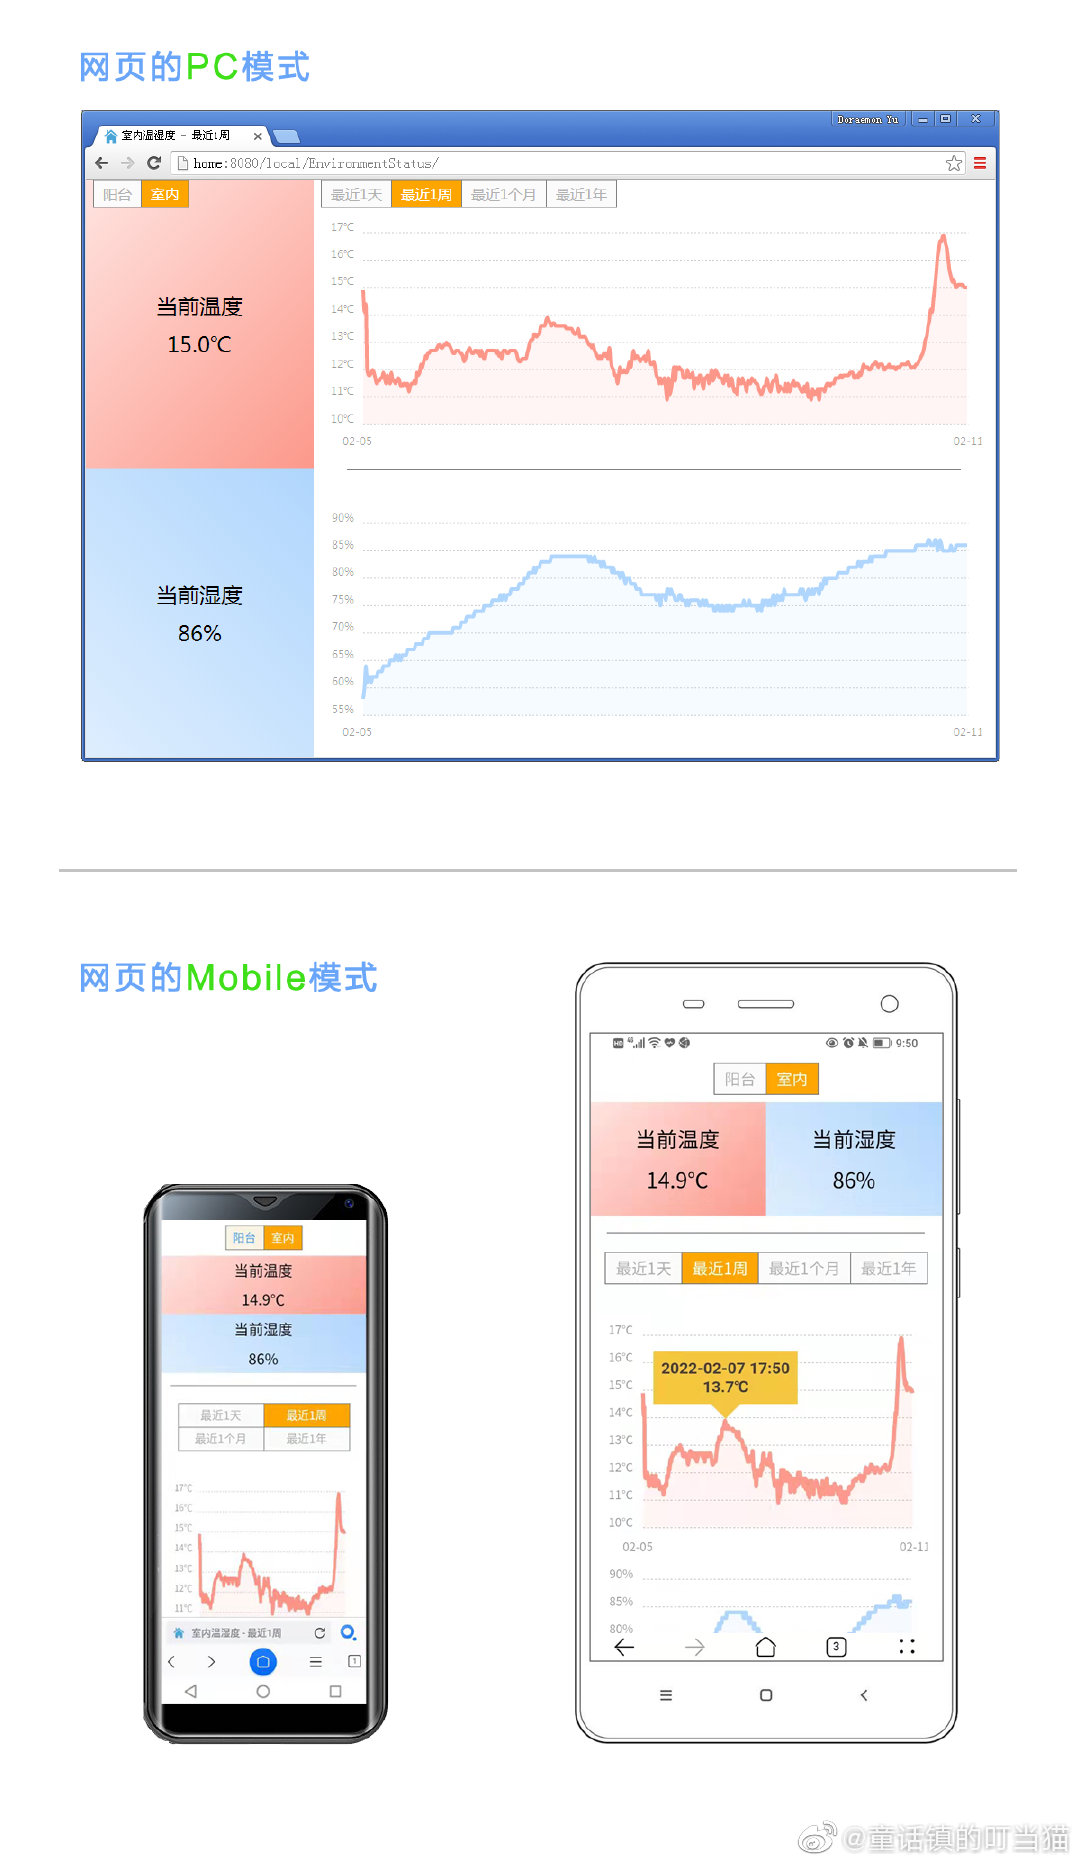 网页的PC模式
Doraemon Yu
室内温湿度 - 最近1周
home:8080/local/EnvironmentStatus/
阳台 室内
最近1天 最近1周 最近1个月 最近1年
当前温度
15.0℃
17℃
16℃
15℃
14℃
13℃
12℃
11℃
10℃
02-05 02-11
当前湿度
86%
90%
85%
80%
75%
70%
65%
60%
55%
02-05 02-11
网页的Mobile模式
阳台 室内
当前温度
14.9℃
当前湿度
86%
最近1天 最近1周
最近1个月 最近1年
17℃
16℃
15℃
14℃
13℃
12℃
11℃
室内温湿度 - 最近1周
1
HD 4G 9:50
阳台 室内
当前温度 当前湿度
14.9℃ 86%
最近1天 最近1周 最近1个月 最近1年
17℃
16℃
15℃
14℃
13℃
12℃
11℃
10℃
2022-02-07 17:50
13.7℃
02-05 02-11
90%
85%
80%
3
@童话镇的叮当猫